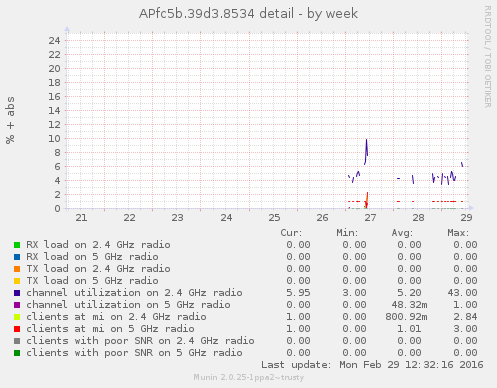 APfc5b.39d3.8534 detail - by week
RRDTOOL / TOBI OETIKER
% + abs
24
22
20
18
16
14
12
10
8
6
4
2
0
21 22 23 24 25 26 27 28 29
Cur: Min: Avg: Max:
RX load on 2.4 GHz radio 0.00 0.00 0.00 0.00
RX load on 5 GHz radio 0.00 0.00 0.00 0.00
TX load on 2.4 GHz radio 0.00 0.00 0.00 0.00
TX load on 5 GHz radio 0.00 0.00 0.00 0.00
channel utilization on 2.4 GHz radio 5.95 3.00 5.20 43.00
channel utilization on 5 GHz radio 0.00 0.00 48.32m 1.00
clients at mi on 2.4 GHz radio 1.00 0.00 800.92m 2.84
clients at mi on 5 GHz radio 1.00 0.00 1.01 3.00
clients with poor SNR on 2.4 GHz radio 0.00 0.00 0.00 0.00
clients with poor SNR on 5 GHz radio 0.00 0.00 0.00 0.00
Last update: Mon Feb 29 12:32:16 2016
Munin 2.0.25-1ppa2~trusty